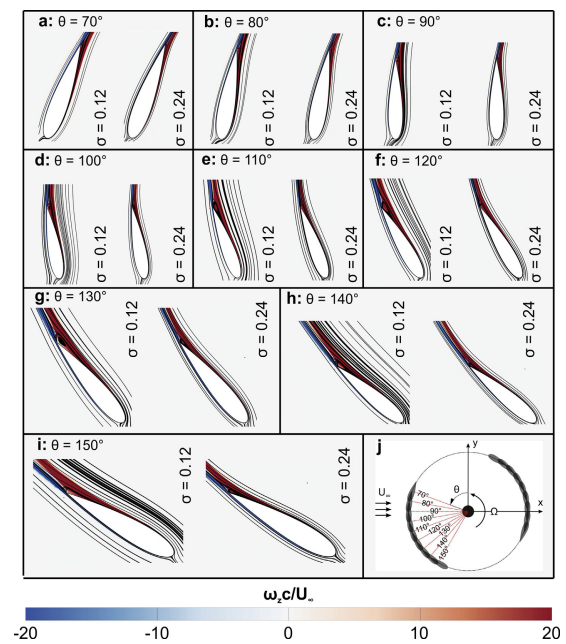 a: θ = 70°
σ = 0.12
σ = 0.24
b: θ = 80°
σ = 0.12
σ = 0.24
c: θ = 90°
σ = 0.12
σ = 0.24
d: θ = 100°
σ = 0.12
σ = 0.24
e: θ = 110°
σ = 0.12
σ = 0.24
f: θ = 120°
σ = 0.12
σ = 0.24
g: θ = 130°
σ = 0.12
σ = 0.24
h: θ = 140°
σ = 0.12
σ = 0.24
i: θ = 150°
σ = 0.12
σ = 0.24
j
y
θ
U∞
x
Ω
70°
80°
90°
100°
110°
120°
130°
140°
150°
ω_z c/U_∞
-20 -10 0 10 20